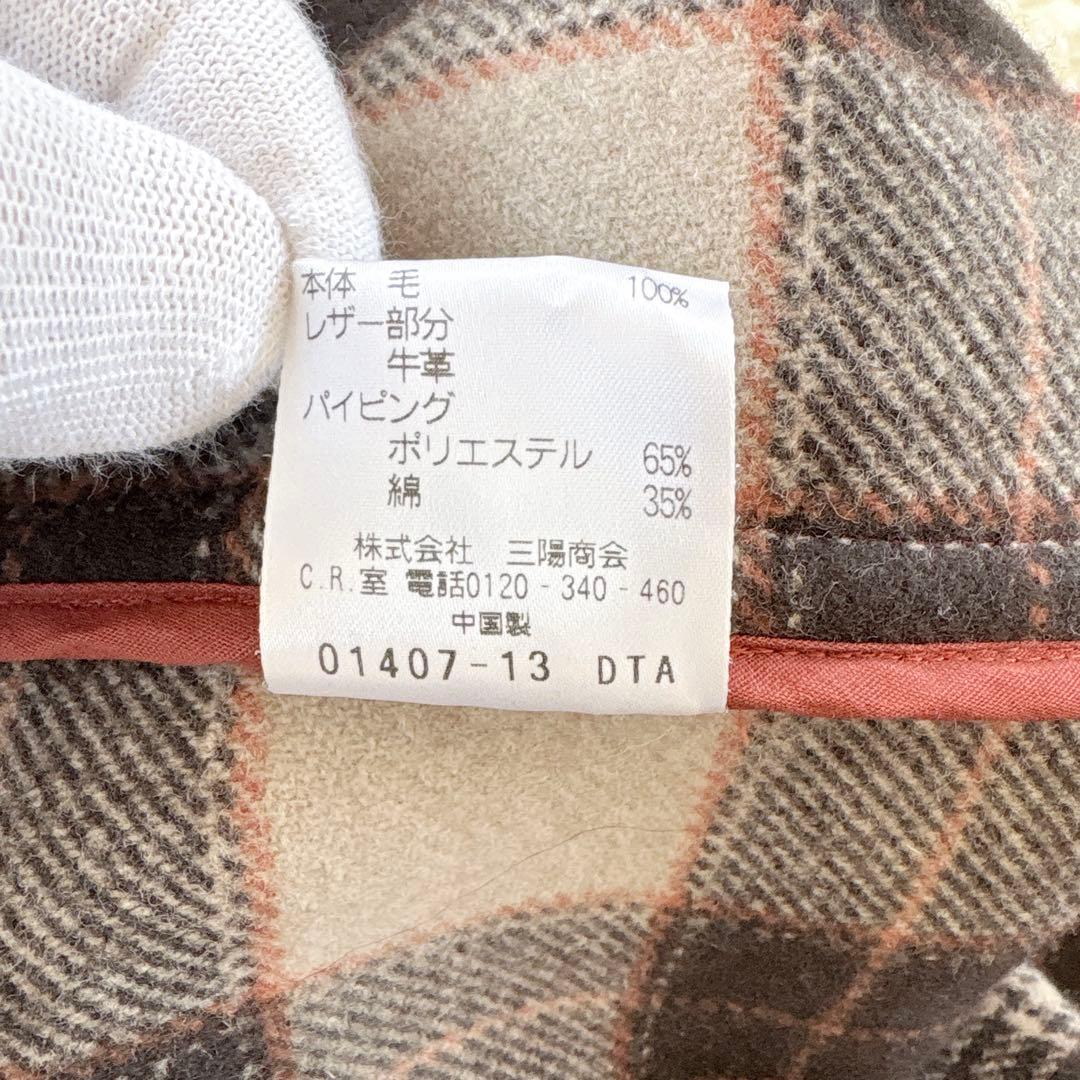 本体 毛 100%
レザー部分
牛革
パイピング
ポリエステル 65%
綿 35%
株式会社 三陽商会
C.R.室 電話0120-340-460
中国製
01407-13 DTA